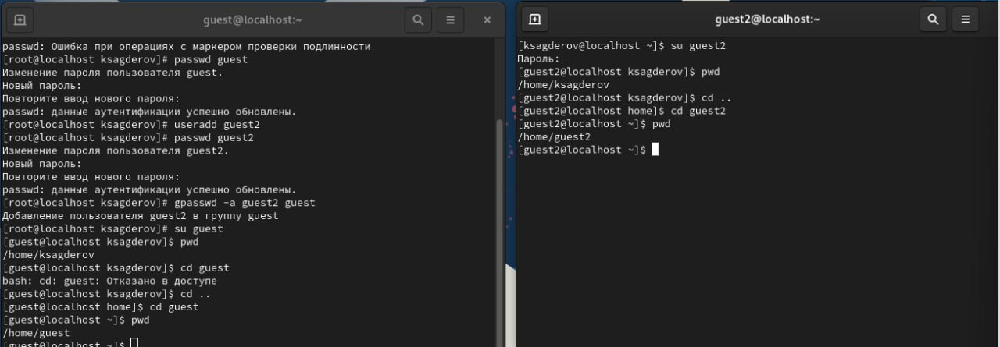 guest@localhost:~
passwd: Ошибка при операциях с маркером проверки подлинности
[root@localhost ksagderov]# passwd guest
Изменение пароля пользователя guest.
Новый пароль:
Повторите ввод нового пароля:
passwd: данные аутентификации успешно обновлены.
[root@localhost ksagderov]# useradd guest2
[root@localhost ksagderov]# passwd guest2
Изменение пароля пользователя guest2.
Новый пароль:
Повторите ввод нового пароля:
passwd: данные аутентификации успешно обновлены.
[root@localhost ksagderov]# gpasswd -a guest2 guest
Добавление пользователя guest2 в группу guest
[root@localhost ksagderov]# su guest
[guest@localhost ksagderov]$ pwd
/home/ksagderov
[guest@localhost ksagderov]$ cd guest
bash: cd: guest: Отказано в доступе
[guest@localhost ksagderov]$ cd ..
[guest@localhost home]$ cd guest
[guest@localhost ~]$ pwd
/home/guest
[guest@localhost ~]$
guest2@localhost:~
[ksagderov@localhost ~]$ su guest2
Пароль:
[guest2@localhost ksagderov]$ pwd
/home/ksagderov
[guest2@localhost ksagderov]$ cd ..
[guest2@localhost home]$ cd guest2
[guest2@localhost ~]$ pwd
/home/guest2
[guest2@localhost ~]$